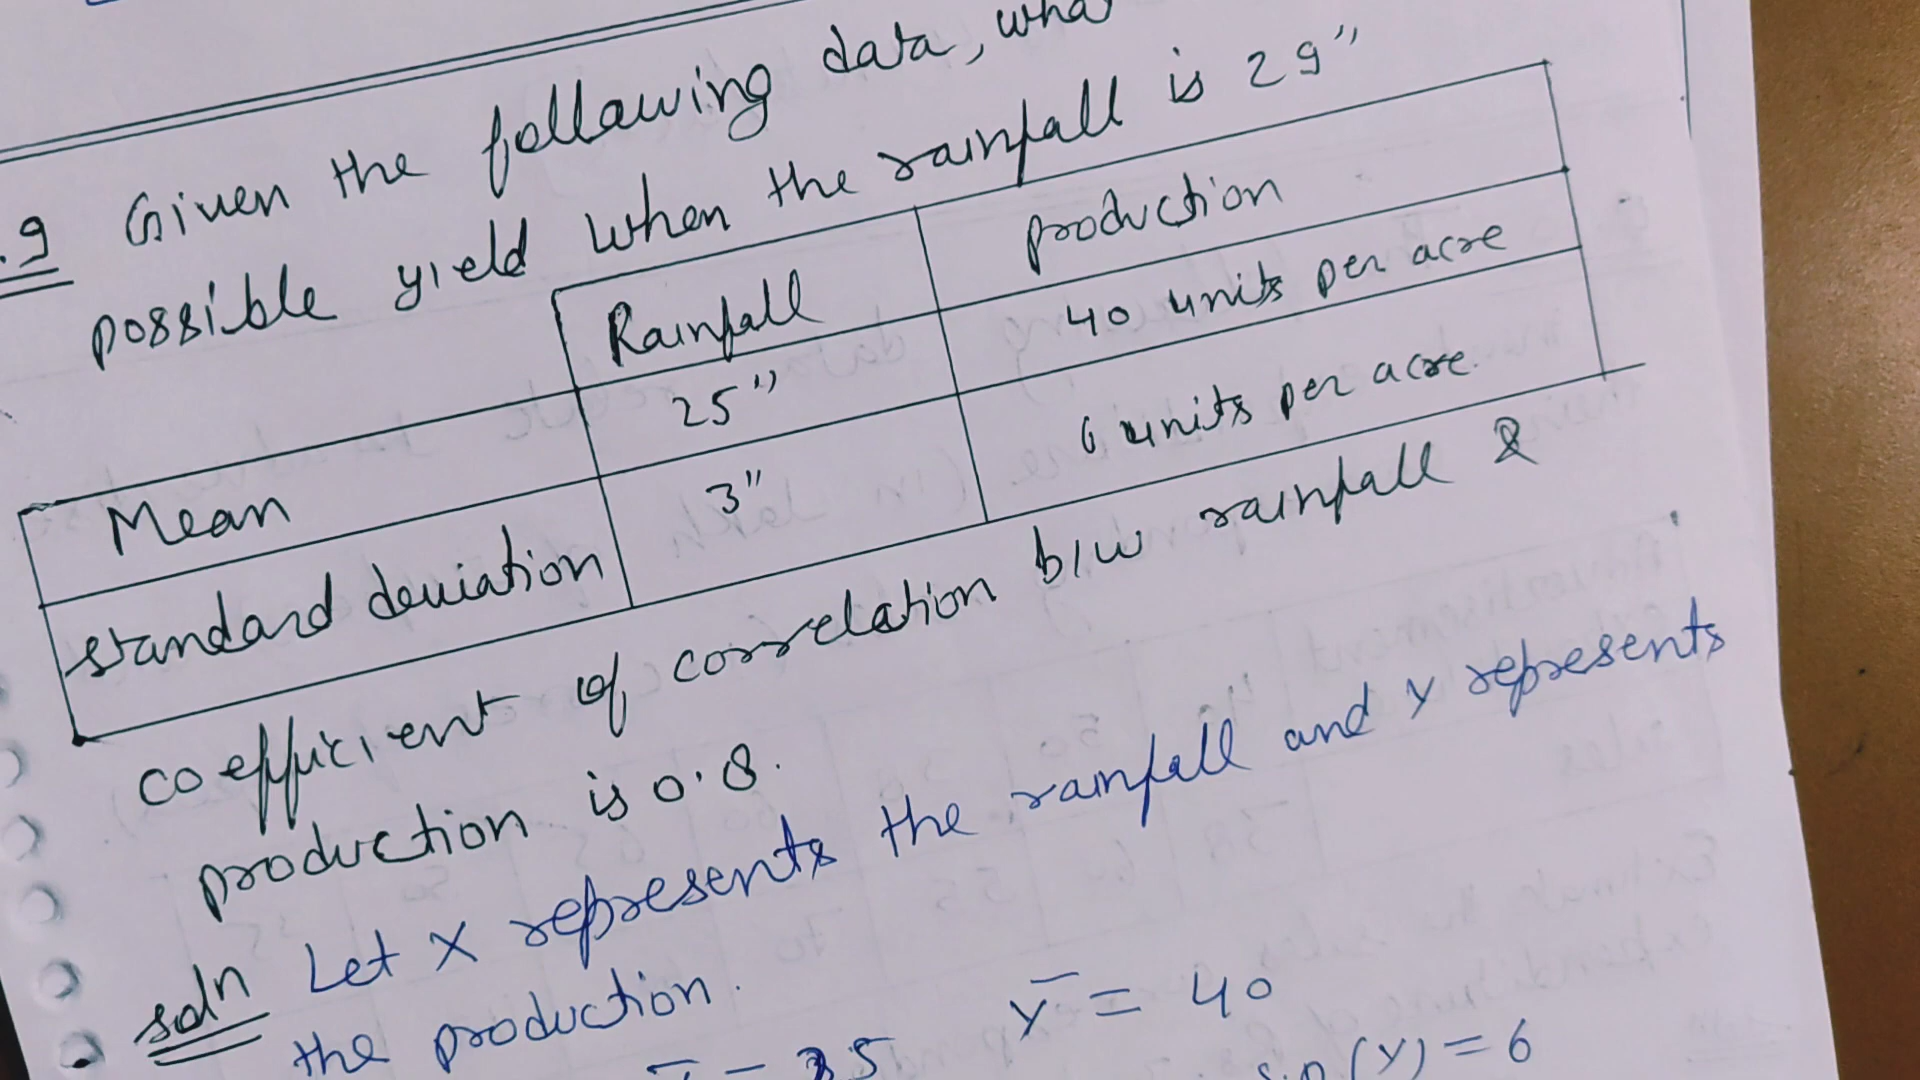 .9 Given the following data, wha
possible yield when the rainfall is 29"
Rainfall production
Mean 25" 40 units per acre
standard deviation 3" 6 units per acre.
coefficient of correlation b/w rainfall &
production is 0.8.
soln Let X represents the rainfall and y represents
the production.
y = 40
(y) = 6